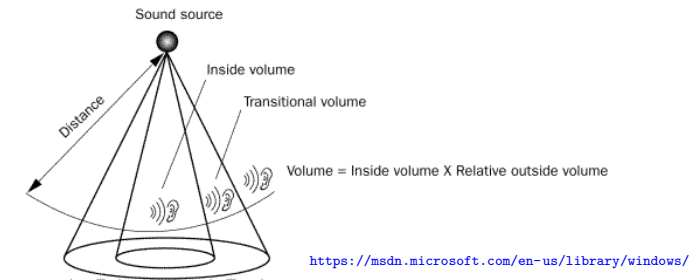 Sound source
Inside volume
Distance
Transitional volume
Volume = Inside volume X Relative outside volume
https://msdn.microsoft.com/en-us/library/windows/